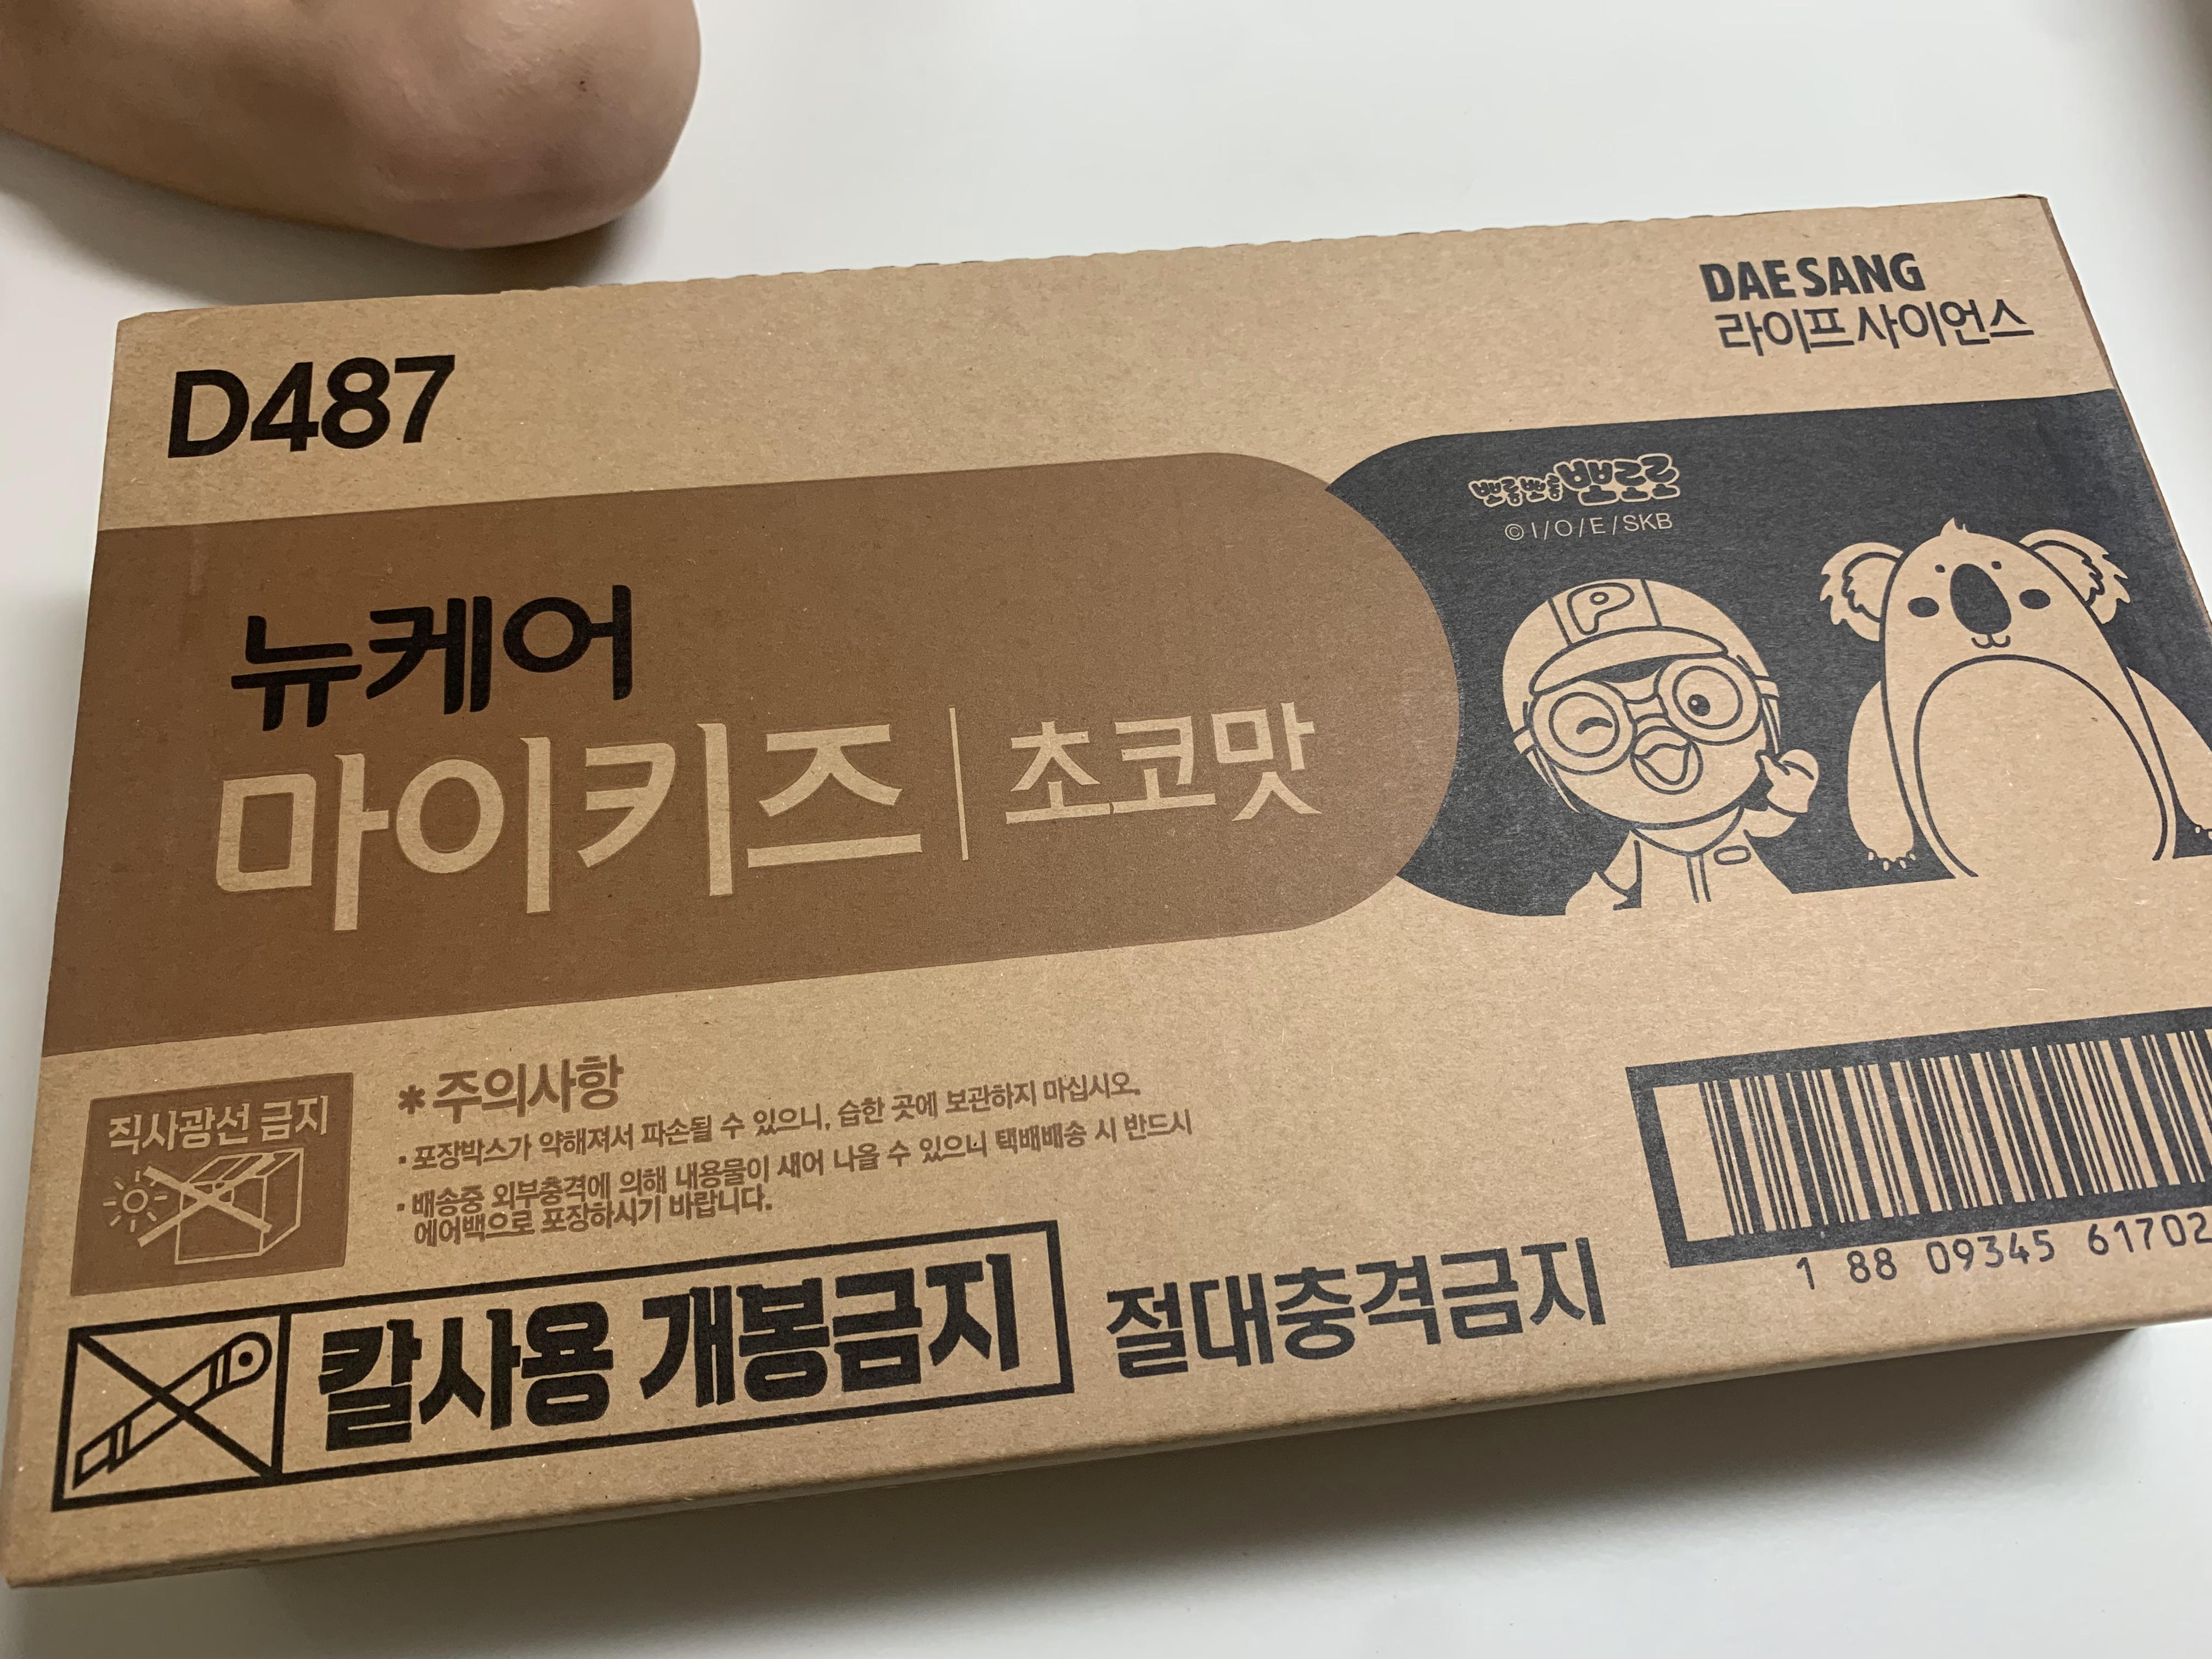 DAESANG
라이프사이언스
D487
뽀롱뽀롱 뽀로로
© I / O / E / SKB
P
뉴케어
마이키즈 | 초코맛
직사광선 금지
* 주의사항
· 포장박스가 약해져서 파손될 수 있으니, 습한 곳에 보관하지 마십시오.
· 배송중 외부충격에 의해 내용물이 새어 나올 수 있으니 택배배송 시 반드시
에어백으로 포장하시기 바랍니다.
칼사용 개봉금지
절대충격금지
1 88 09345 61702